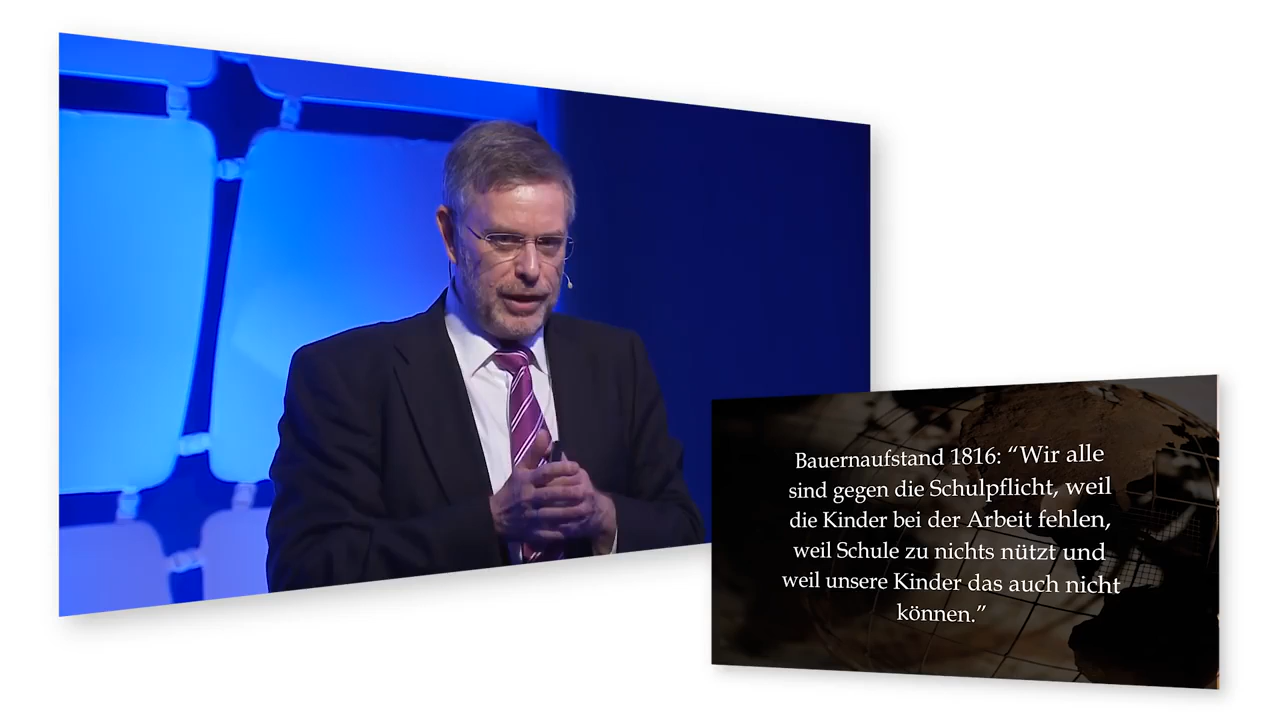 Bauernaufstand 1816: “Wir alle
sind gegen die Schulpflicht, weil
die Kinder bei der Arbeit fehlen,
weil Schule zu nichts nützt und
weil unsere Kinder das auch nicht
können.”